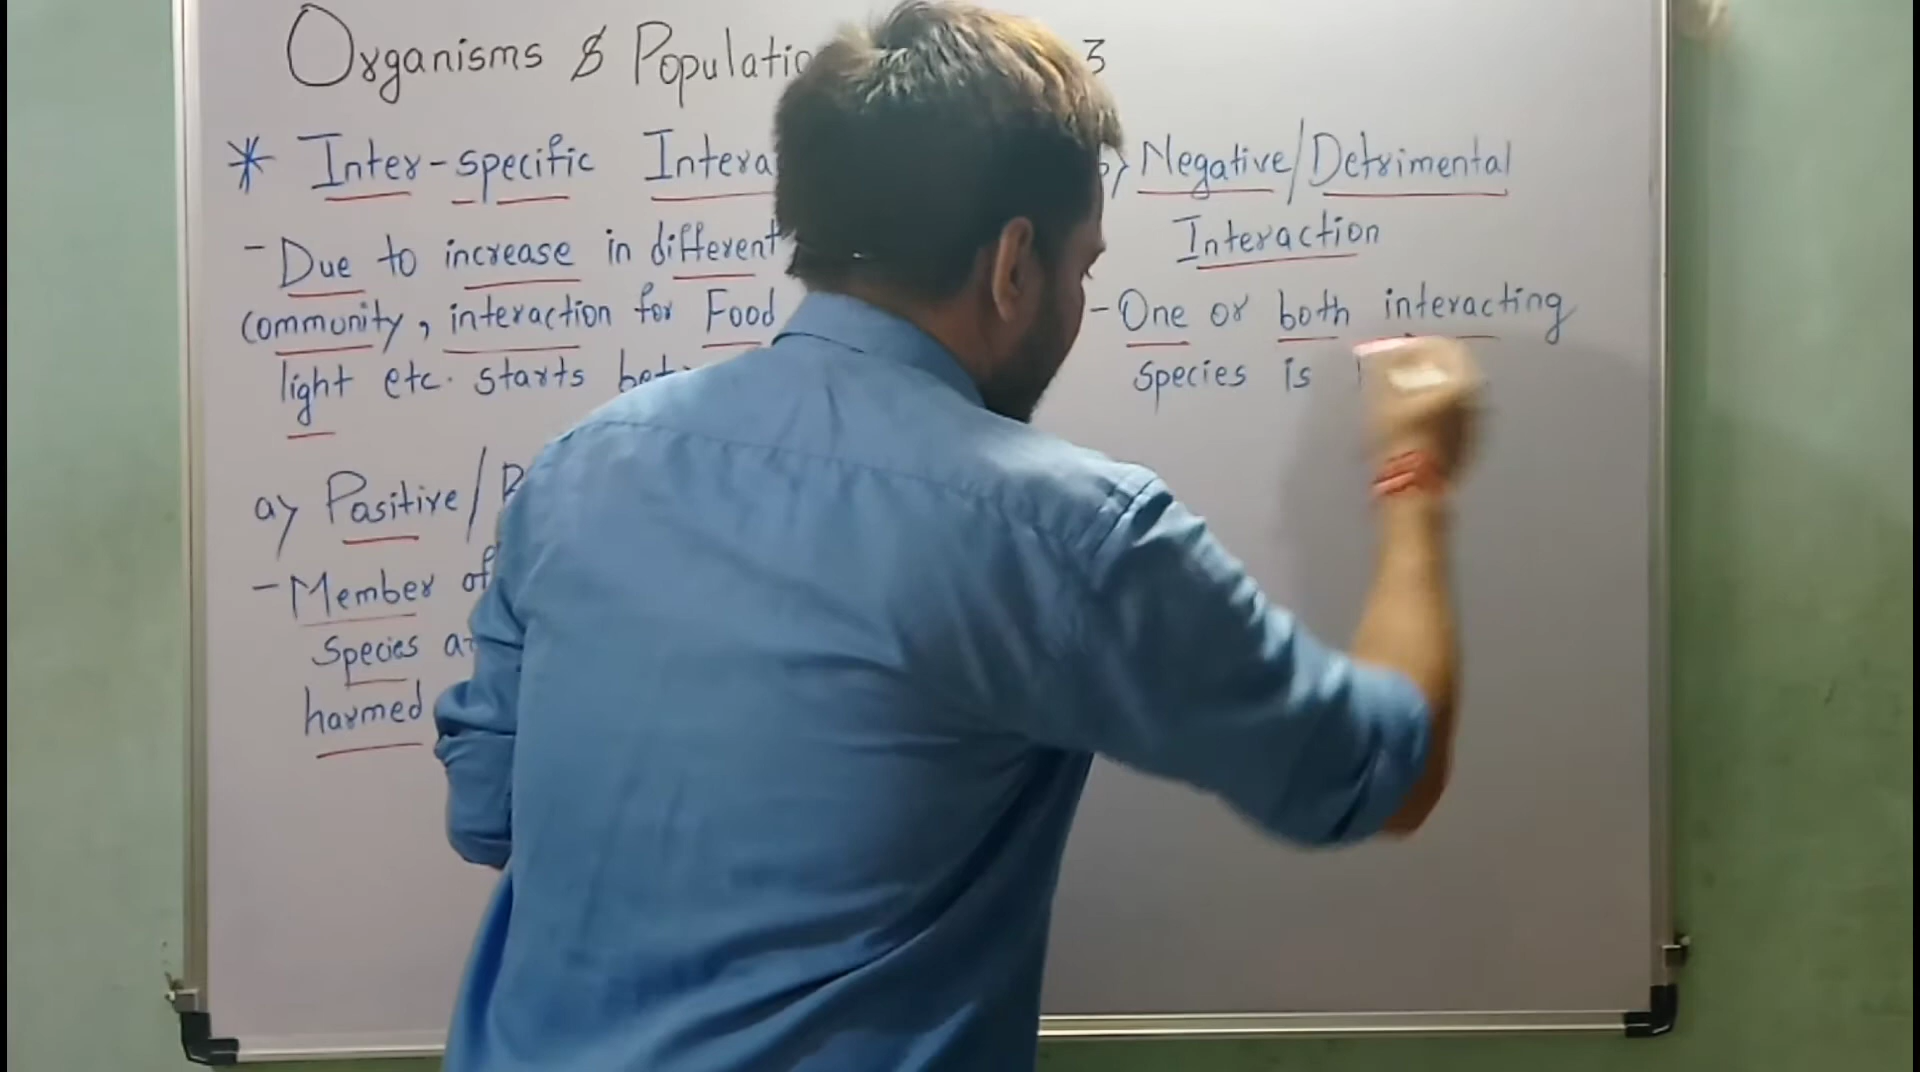 Organisms & Populatio 3
* Inter-specific Intera
- Due to increase in different
community, interaction for Food
light etc. starts bet
a) Positive/
- Member of
Species a
harmed
b) Negative/Detrimental
Interaction
- One or both interacting
species is